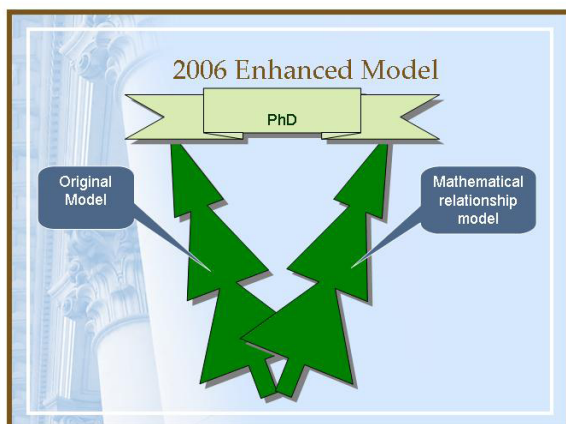 2006 Enhanced Model
PhD
Original
Model
Mathematical
relationship
model